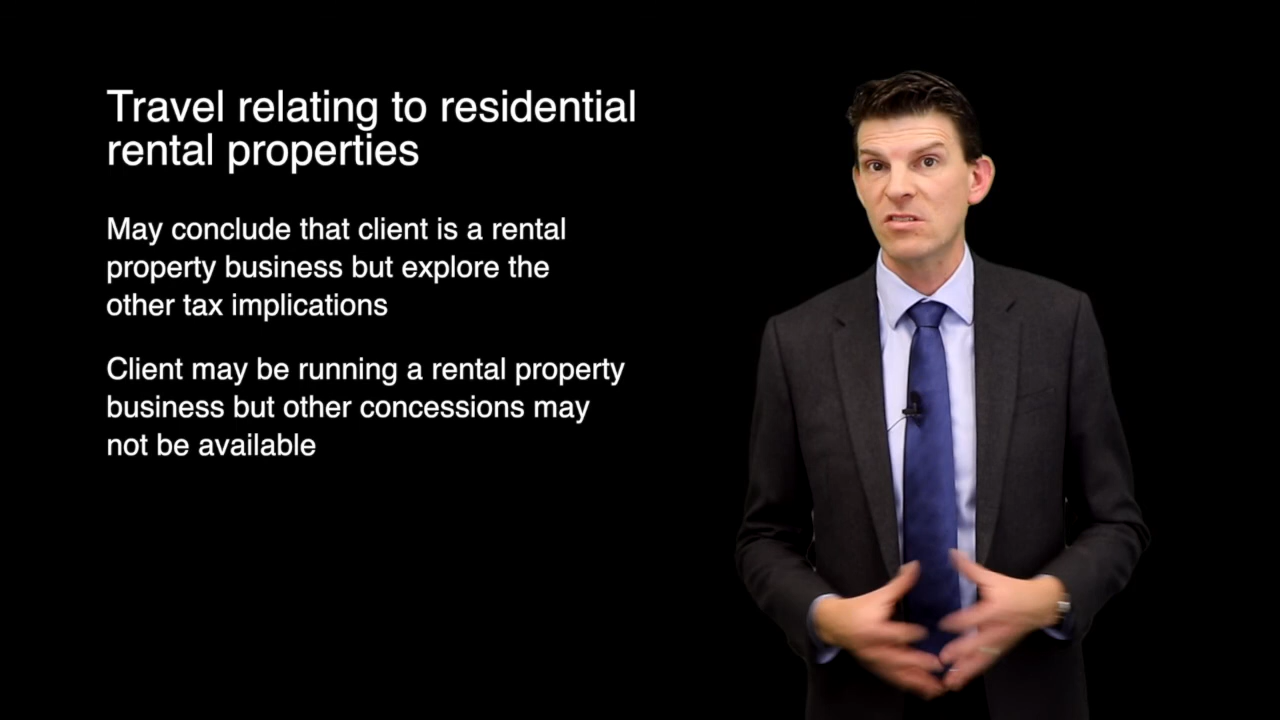 Travel relating to residential
rental properties
May conclude that client is a rental
property business but explore the
other tax implications
Client may be running a rental property
business but other concessions may
not be available